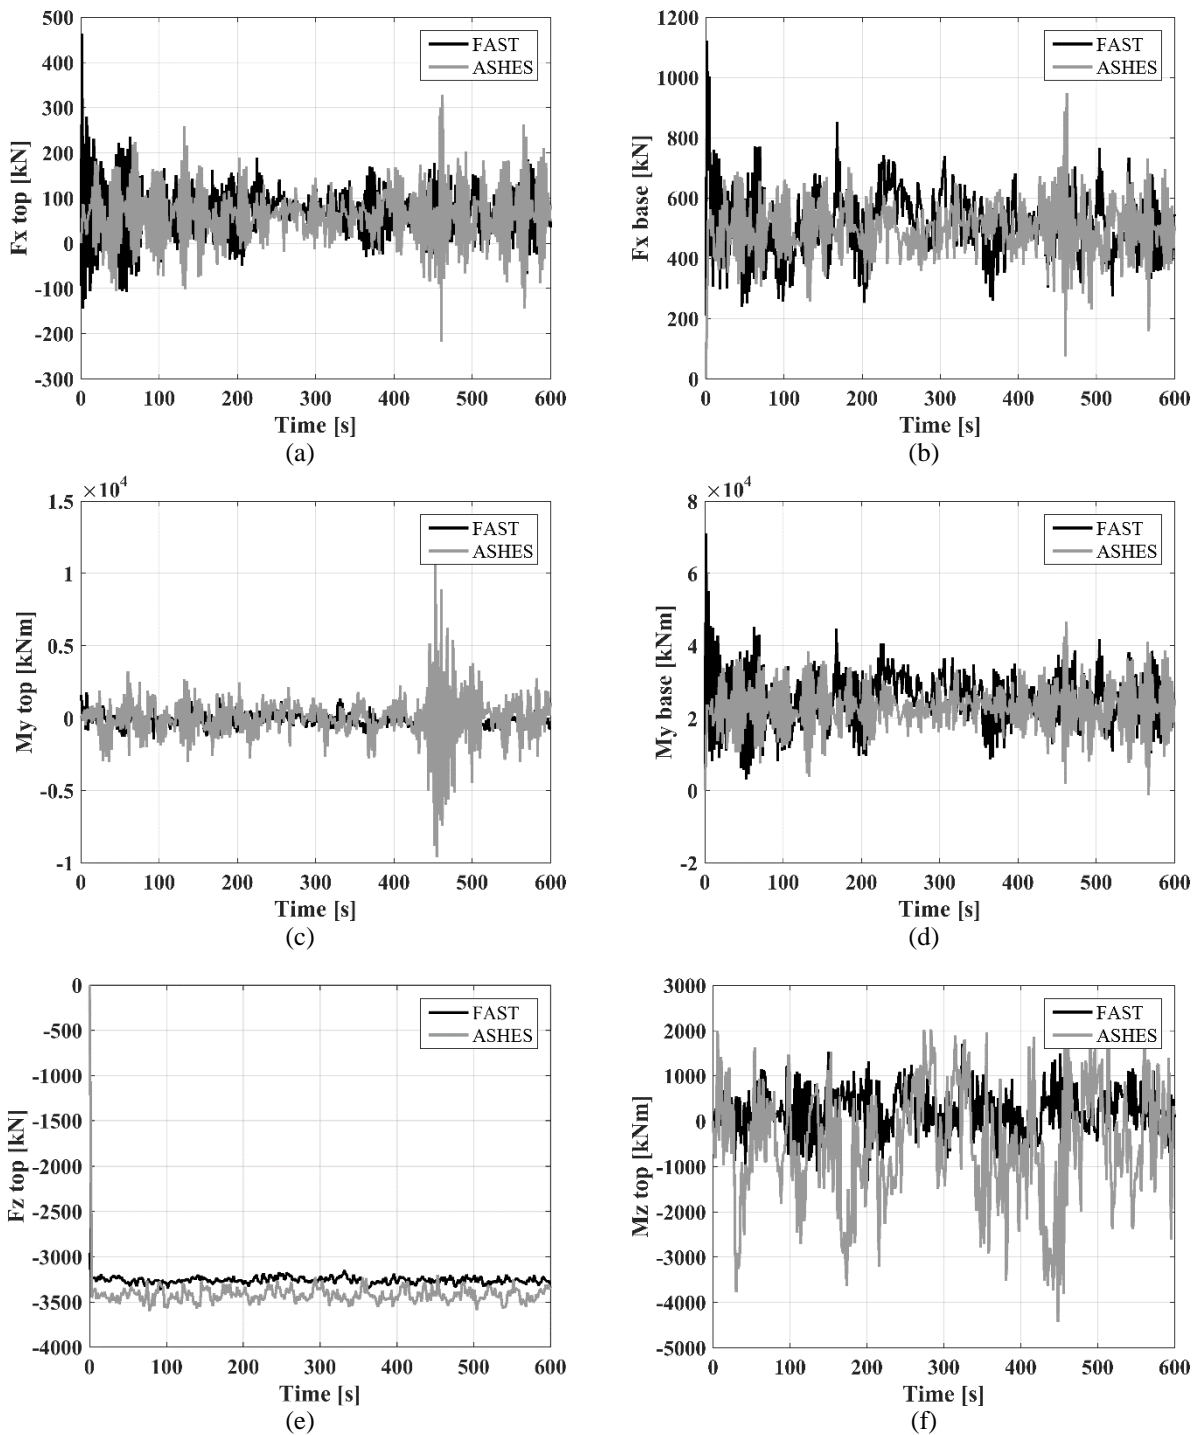 500
400
300
200
100
0
-100
-200
-300
Fx top [kN]
FAST
ASHES
0 100 200 300 400 500 600
Time [s]
(a)
1200
1000
800
600
400
200
0
Fx base [kN]
FAST
ASHES
0 100 200 300 400 500 600
Time [s]
(b)
×10⁴
1.5
1
0.5
0
-0.5
-1
My top [kNm]
FAST
ASHES
0 100 200 300 400 500 600
Time [s]
(c)
×10⁴
8
6
4
2
0
-2
My base [kNm]
FAST
ASHES
0 100 200 300 400 500 600
Time [s]
(d)
0
-500
-1000
-1500
-2000
-2500
-3000
-3500
-4000
Fz top [kN]
FAST
ASHES
0 100 200 300 400 500 600
Time [s]
(e)
3000
2000
1000
0
-1000
-2000
-3000
-4000
-5000
Mz top [kNm]
FAST
ASHES
0 100 200 300 400 500 600
Time [s]
(f)